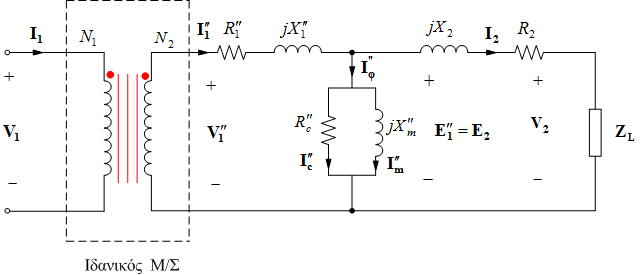 I₁
N₁
N₂
I₁″
R₁″
jX₁″
jX₂
I₂
R₂
+
V₁
−
+
V₁″
−
I_φ″
R_c″
jX_m″
I_c″
I_m″
+
E₁″ = E₂
−
+
V₂
−
Z_L
Ιδανικός Μ/Σ